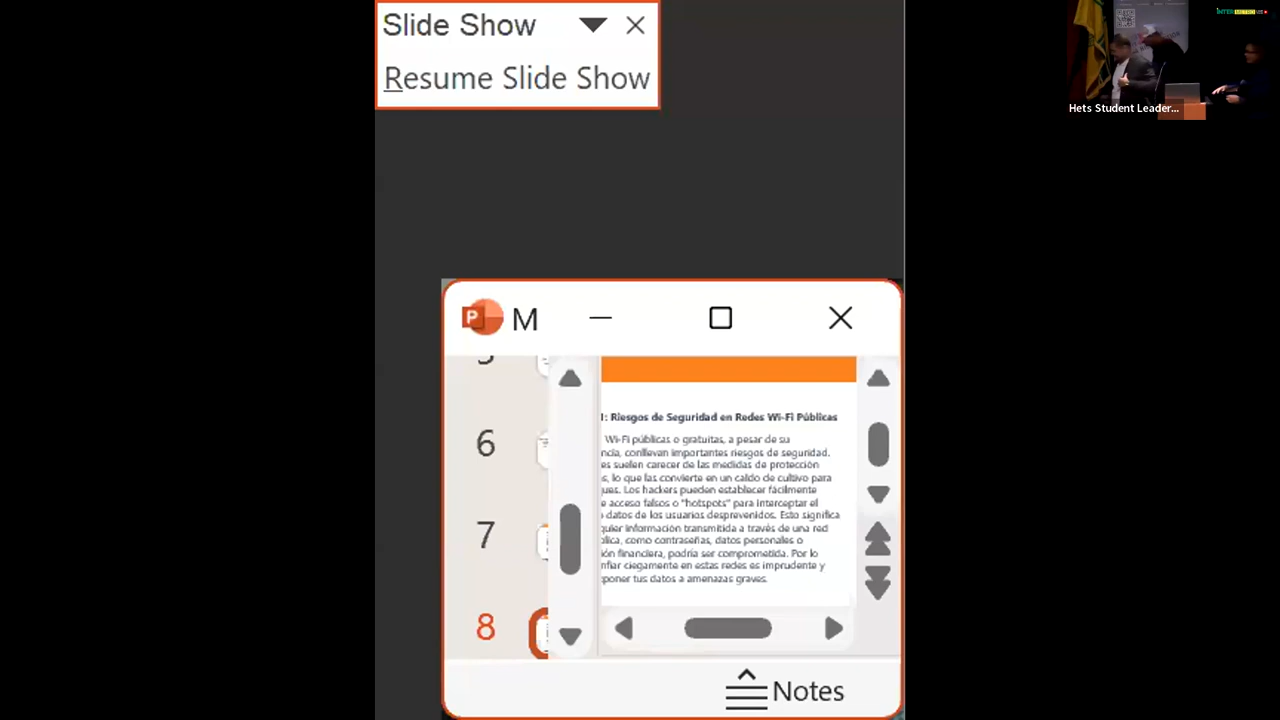 Slide Show
Resume Slide Show
Hets Student Leader...
M
5
6
7
8
1: Riesgos de Seguridad en Redes Wi-Fi Públicas
Wi-Fi públicas o gratuitas, a pesar de su
ncia, conllevan importantes riesgos de seguridad.
es suelen carecer de las medidas de protección
s, lo que las convierte en un caldo de cultivo para
ques. Los hackers pueden establecer fácilmente
e acceso falsos o "hotspots" para interceptar el
datos de los usuarios desprevenidos. Esto significa
quier información transmitida a través de una red
blica, como contraseñas, datos personales o
ión financiera, podría ser comprometida. Por lo
nfiar ciegamente en estas redes es imprudente y
xponer tus datos a amenazas graves.
Notes